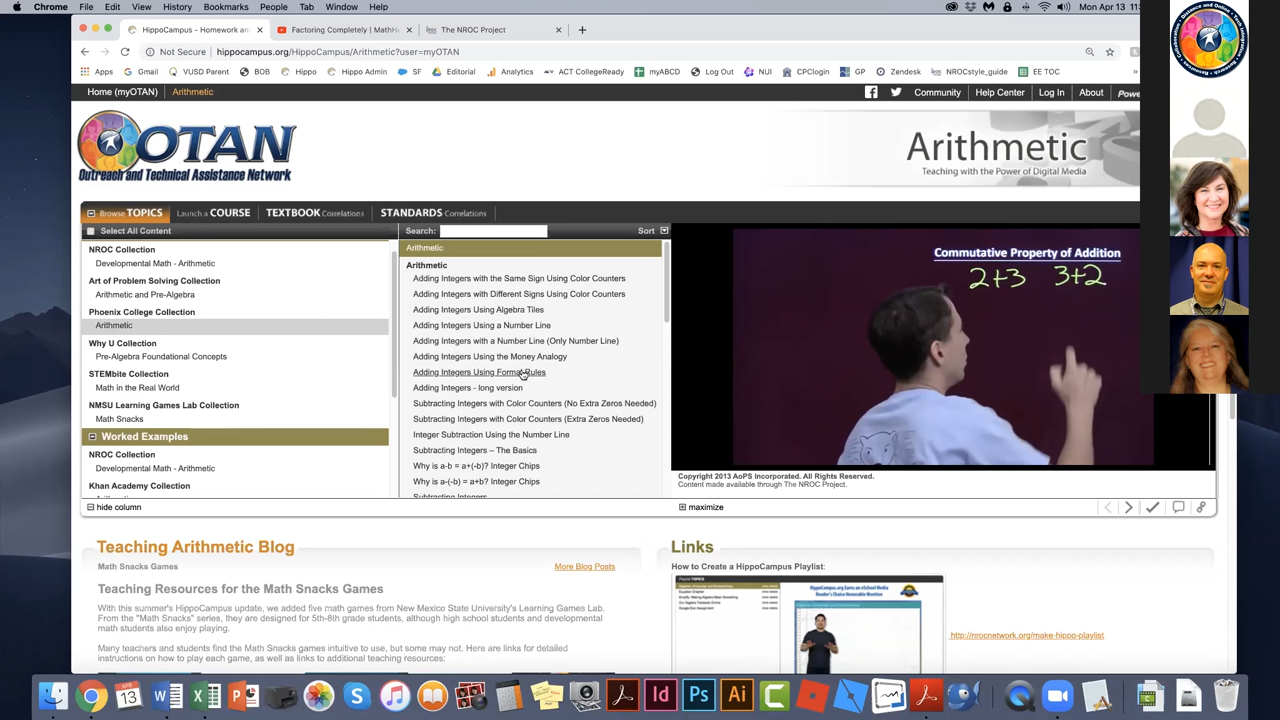 Chrome File Edit View History Bookmarks People Tab Window Help Mon Apr 13
HippoCampus - Homework an
Factoring Completely | MathH
The NROC Project
Not Secure hippocampus.org/HippoCampus/Arithmetic?user=myOTAN
Apps Gmail VUSD Parent BOB Hippo Hippo Admin SF Editorial Analytics ACT CollegeReady myABCD Log Out NUI CPClogin GP Zendesk NROCstyle_guide EE TOC »
Home (myOTAN) Arithmetic Community Help Center Log In About Powe
OTAN
Outreach and Technical Assistance Network
Arithmetic
Teaching with the Power of Digital Media
Browse TOPICS Launch a COURSE TEXTBOOK Correlations STANDARDS Correlations
Select All Content
NROC Collection
Developmental Math - Arithmetic
Art of Problem Solving Collection
Arithmetic and Pre-Algebra
Phoenix College Collection
Arithmetic
Why U Collection
Pre-Algebra Foundational Concepts
STEMbite Collection
Math in the Real World
NMSU Learning Games Lab Collection
Math Snacks
Worked Examples
NROC Collection
Developmental Math - Arithmetic
Khan Academy Collection
hide column
Search: Sort
Arithmetic
Arithmetic
Adding Integers with the Same Sign Using Color Counters
Adding Integers with Different Signs Using Color Counters
Adding Integers Using Algebra Tiles
Adding Integers Using a Number Line
Adding Integers with a Number Line (Only Number Line)
Adding Integers Using the Money Analogy
Adding Integers Using Formal Rules
Adding Integers - long version
Subtracting Integers with Color Counters (No Extra Zeros Needed)
Subtracting Integers with Color Counters (Extra Zeros Needed)
Integer Subtraction Using the Number Line
Subtracting Integers – The Basics
Why is a-b = a+(-b)? Integer Chips
Why is a-(-b) = a+b? Integer Chips
Subtracting Integers
Commutative Property of Addition
2+3 3+2
Copyright 2013 AoPS Incorporated. All Rights Reserved.
Content made available through The NROC Project.
maximize
Teaching Arithmetic Blog
Math Snacks Games More Blog Posts
Teaching Resources for the Math Snacks Games
With this summer's HippoCampus update, we added five math games from New Mexico State University's Learning Games Lab.
From the "Math Snacks" series, they are designed for 5th-8th grade students, although high school students and developmental
math students also enjoy playing.
Many teachers and students find the Math Snacks games intuitive to use, but some may not. Here are links for detailed
instructions on how to play each game, as well as links to additional teaching resources:
Links
How to Create a HippoCampus Playlist:
http://nrocnetwork.org/make-hippo-playlist